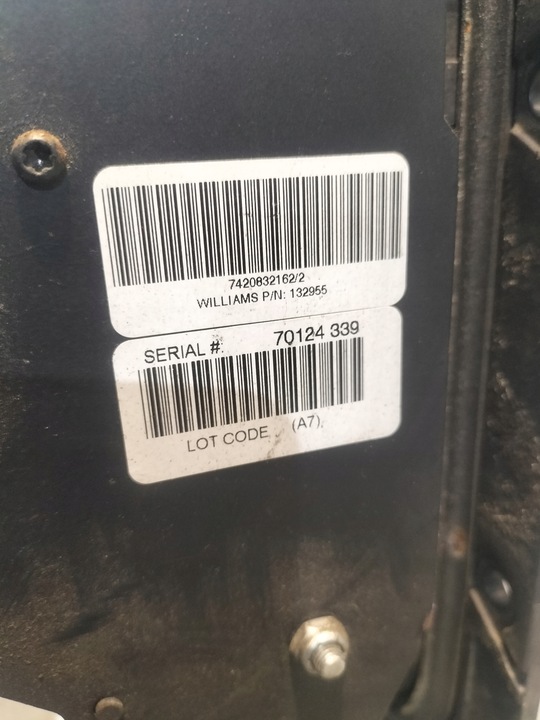 7420832162/2
WILLIAMS P/N: 132955
SERIAL #: 70124 339
LOT CODE (A7)